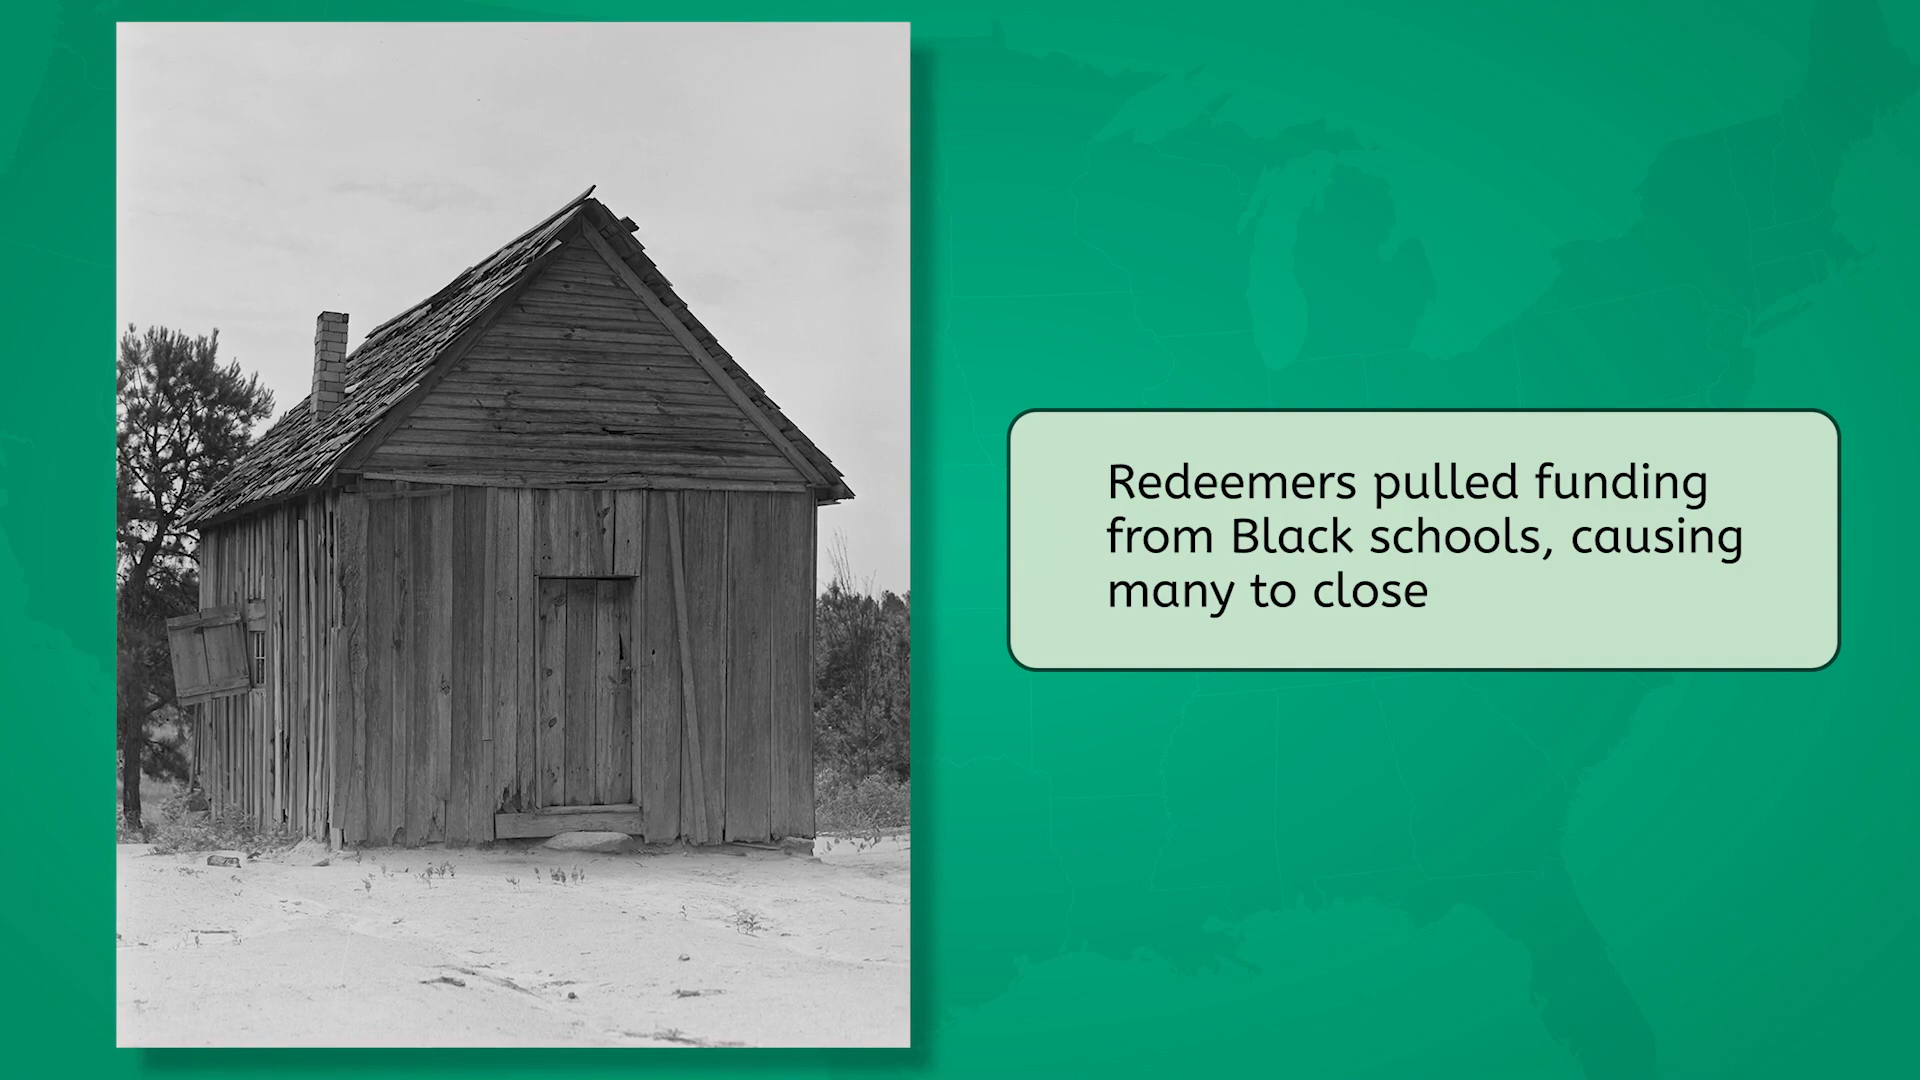 Redeemers pulled funding
from Black schools, causing
many to close